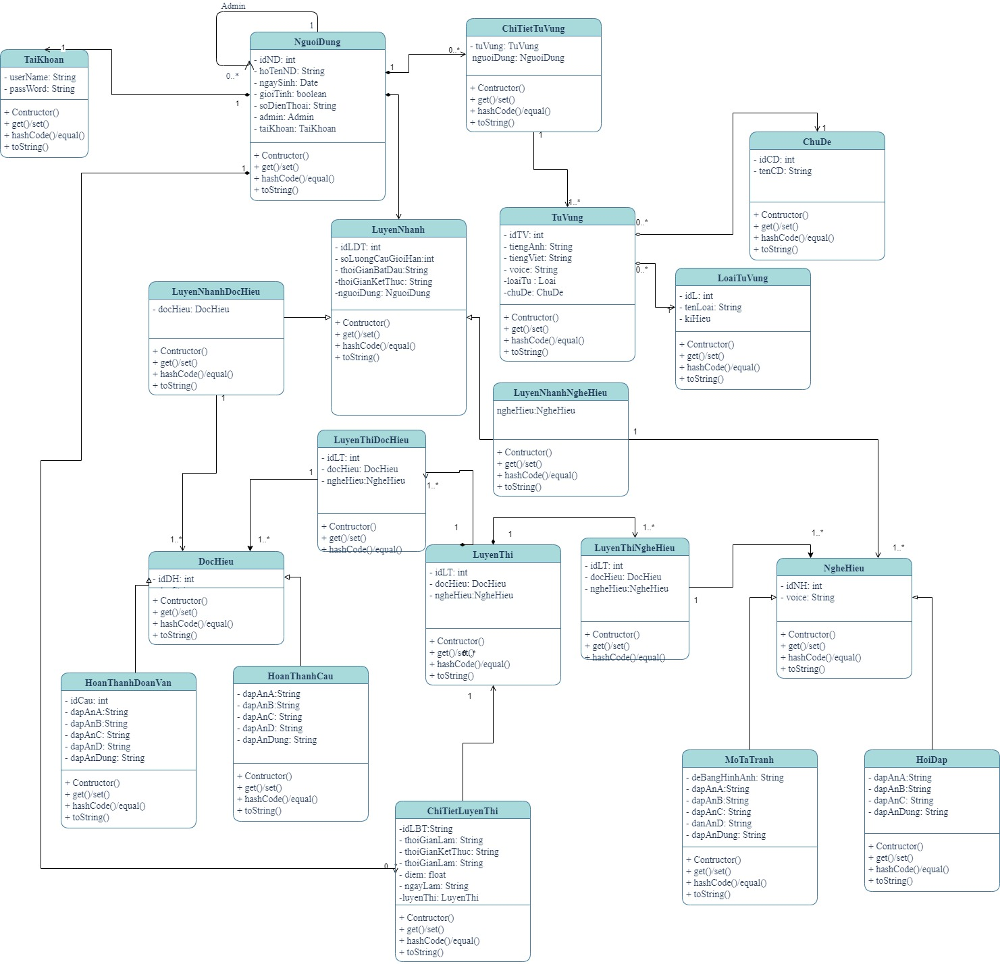 Admin
1
0..*
NguoiDung
- idND: int
- hoTenND: String
- ngaySinh: Date
- gioiTinh: boolean
- soDienThoai: String
- admin: Admin
- taiKhoan: TaiKhoan
+ Contructor()
+ get()/set()
+ hashCode()/equal()
+ toString()
1
1
1
1
TaiKhoan
- userName: String
- passWord: String
+ Contructor()
+ get()/set()
+ hashCode()/equal()
+ toString()
0..*
ChiTietTuVung
- tuVung: TuVung
nguoiDung: NguoiDung
+ Contructor()
+ get()/set()
+ hashCode()/equal()
+ toString()
1
1..*
1
ChuDe
- idCD: int
- tenCD: String
+ Contructor()
+ get()/set()
+ hashCode()/equal()
+ toString()
TuVung
- idTV: int
- tiengAnh: String
- tiengViet: String
- voice: String
-loaiTu : Loai
-chuDe: ChuDe
+ Contructor()
+ get()/set()
+ hashCode()/equal()
+ toString()
0..*
0..*
1
LoaiTuVung
- idL: int
- tenLoai: String
- kiHieu
+ Contructor()
+ get()/set()
+ hashCode()/equal()
+ toString()
LuyenNhanh
- idLDT: int
- soLuongCauGioiHan:int
- thoiGianBatDau:String
-thoiGianKetThuc: String
-nguoiDung: NguoiDung
+ Contructor()
+ get()/set()
+ hashCode()/equal()
+ toString()
LuyenNhanhDocHieu
- docHieu: DocHieu
+ Contructor()
+ get()/set()
+ hashCode()/equal()
+ toString()
1
1..*
LuyenNhanhNgheHieu
ngheHieu:NgheHieu
+ Contructor()
+ get()/set()
+ hashCode()/equal()
+ toString()
1
1..*
LuyenThiDocHieu
- idLT: int
- docHieu: DocHieu
- ngheHieu:NgheHieu
+ Contructor()
+ get()/set()
+ hashCode()/equal()
1
1..*
1..*
1
DocHieu
- idDH: int
+ Contructor()
+ get()/set()
+ hashCode()/equal()
+ toString()
LuyenThi
- idLT: int
- docHieu: DocHieu
- ngheHieu:NgheHieu
+ Contructor()
+ get()/set()
+ hashCode()/equal()
+ toString()
1
1..*
LuyenThiNgheHieu
- idLT: int
- docHieu: DocHieu
- ngheHieu:NgheHieu
+ Contructor()
+ get()/set()
+ hashCode()/equal()
1
1..*
NgheHieu
- idNH: int
- voice: String
+ Contructor()
+ get()/set()
+ hashCode()/equal()
+ toString()
HoanThanhDoanVan
- idCau: int
- dapAnA:String
- dapAnB:String
- dapAnC: String
- dapAnD: String
- dapAnDung: String
+ Contructor()
+ get()/set()
+ hashCode()/equal()
+ toString()
HoanThanhCau
- dapAnA:String
- dapAnB:String
- dapAnC: String
- dapAnD: String
- dapAnDung: String
+ Contructor()
+ get()/set()
+ hashCode()/equal()
+ toString()
1
ChiTietLuyenThi
-idLBT:String
- thoiGianLam: String
- thoiGianKetThuc: String
- thoiGianLam: String
- diem: float
- ngayLam: String
-luyenThi: LuyenThi
+ Contructor()
+ get()/set()
+ hashCode()/equal()
+ toString()
MoTaTranh
- deBangHinhAnh: String
- dapAnA:String
- dapAnB:String
- dapAnC: String
- danAnD: String
- dapAnDung: String
+ Contructor()
+ get()/set()
+ hashCode()/equal()
+ toString()
HoiDap
- dapAnA:String
- dapAnB:String
- dapAnC: String
- dapAnDung: String
+ Contructor()
+ get()/set()
+ hashCode()/equal()
+ toString()